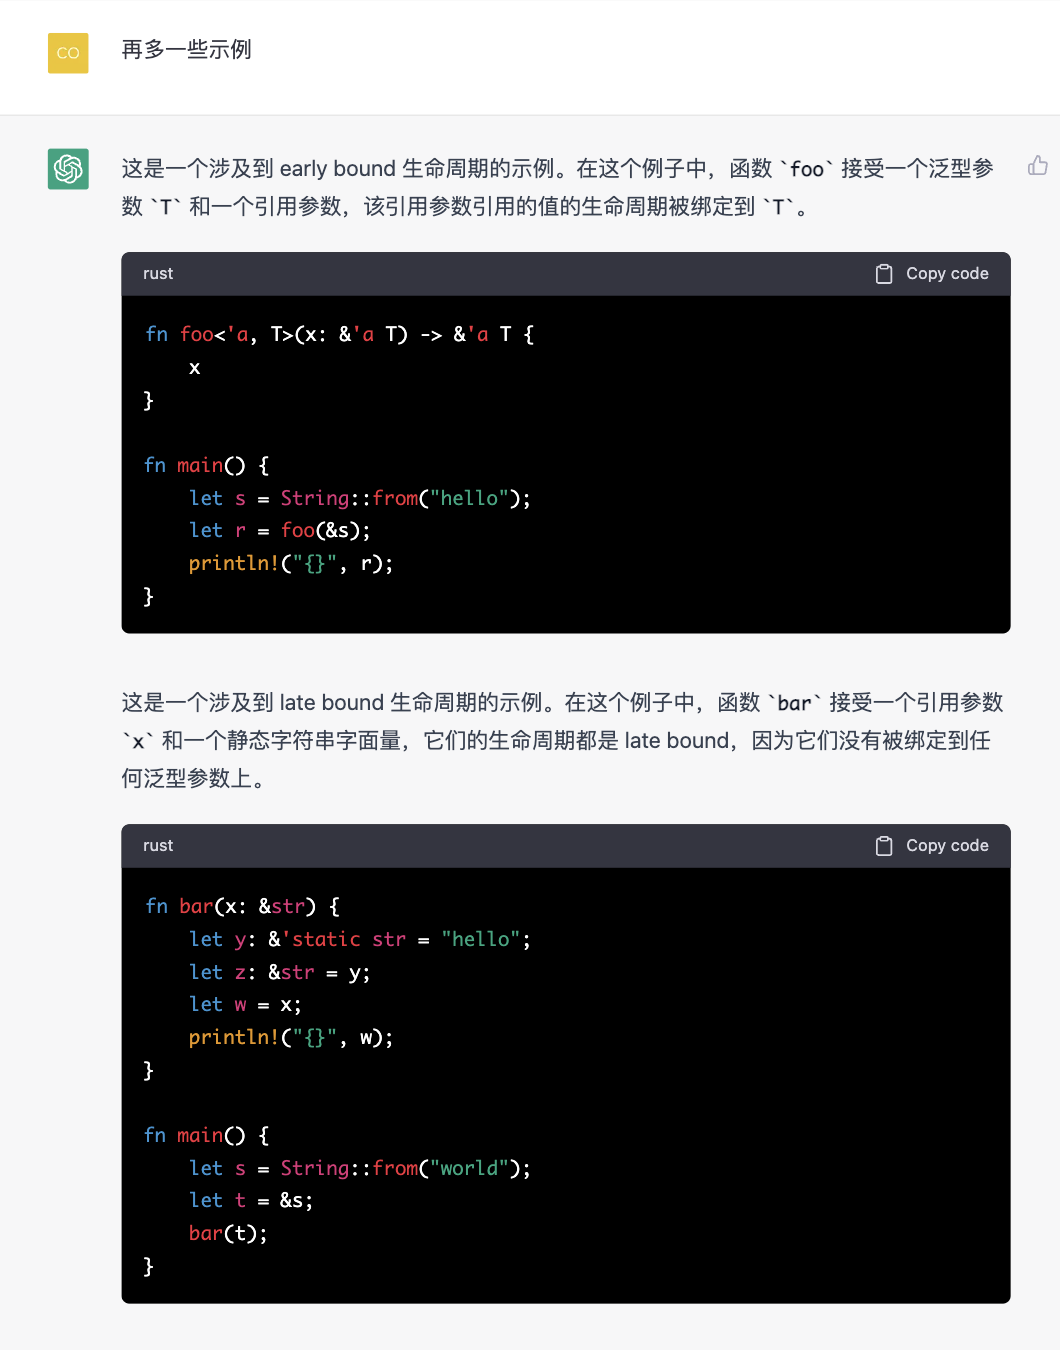 CO
再多一些示例
这是一个涉及到 early bound 生命周期的示例。在这个例子中，函数 `foo` 接受一个泛型参
数 `T` 和一个引用参数，该引用参数引用的值的生命周期被绑定到 `T`。
rust
Copy code
fn foo<'a, T>(x: &'a T) -> &'a T {
    x
}
fn main() {
    let s = String::from("hello");
    let r = foo(&s);
    println!("{}", r);
}
这是一个涉及到 late bound 生命周期的示例。在这个例子中，函数 `bar` 接受一个引用参数
`x` 和一个静态字符串字面量，它们的生命周期都是 late bound，因为它们没有被绑定到任
何泛型参数上。
rust
Copy code
fn bar(x: &str) {
    let y: &'static str = "hello";
    let z: &str = y;
    let w = x;
    println!("{}", w);
}
fn main() {
    let s = String::from("world");
    let t = &s;
    bar(t);
}